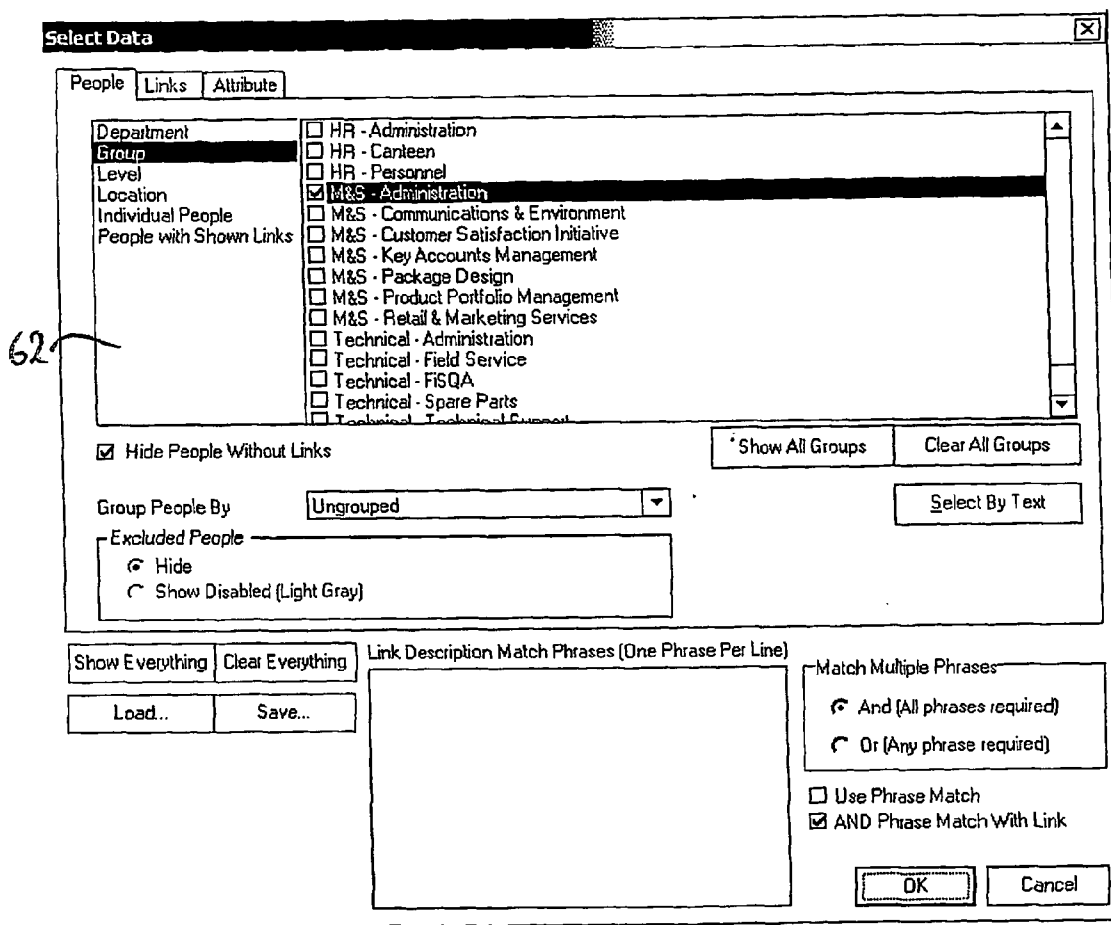 Select Data
People Links Attribute
Department
Group
Level
Location
Individual People
People with Shown Links
HR - Administration
HR - Canteen
HR - Personnel
M&S - Administration
M&S - Communications & Environment
M&S - Customer Satisfaction Initiative
M&S - Key Accounts Management
M&S - Package Design
M&S - Product Portfolio Management
M&S - Retail & Marketing Services
Technical - Administration
Technical - Field Service
Technical - FiSQA
Technical - Spare Parts
Technical - Technical Support
62
Hide People Without Links
Show All Groups Clear All Groups
Group People By Ungrouped
Select By Text
Excluded People
Hide
Show Disabled (Light Gray)
Show Everything Clear Everything
Load... Save...
Link Description Match Phrases (One Phrase Per Line)
Match Multiple Phrases
And (All phrases required)
Or (Any phrase required)
Use Phrase Match
AND Phrase Match With Link
OK Cancel